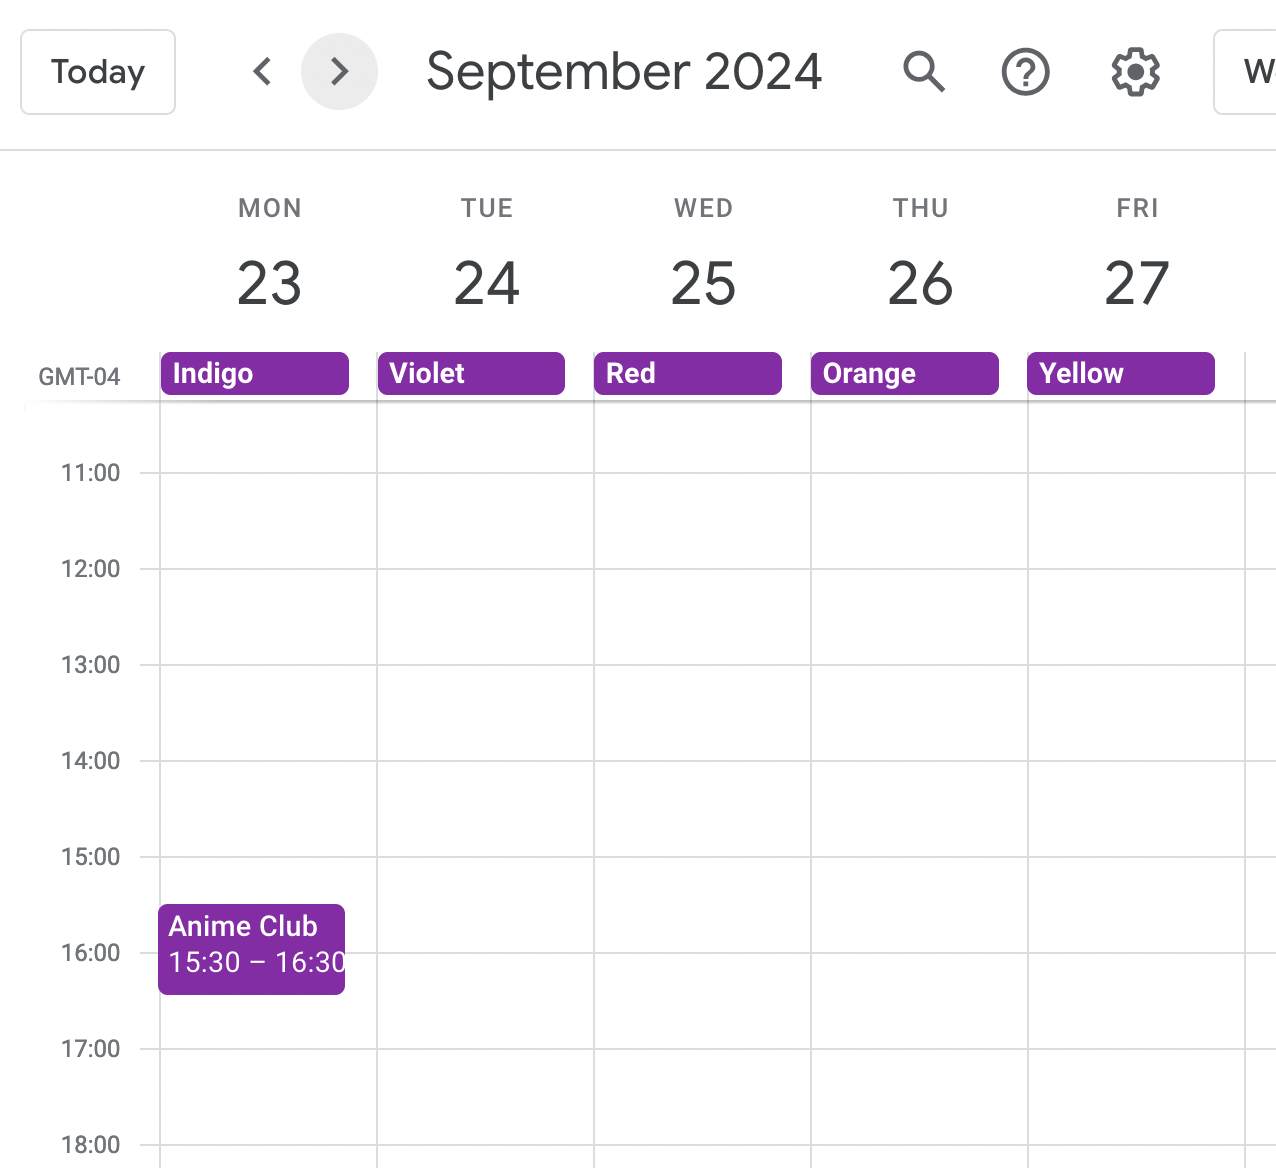 Today
September 2024
MON TUE WED THU FRI
23 24 25 26 27
GMT-04 Indigo Violet Red Orange Yellow
11:00
12:00
13:00
14:00
15:00
Anime Club
16:00 15:30 – 16:30
17:00
18:00